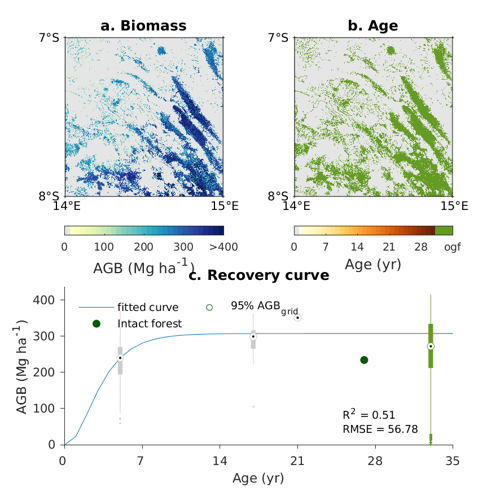 a. Biomass
b. Age
7°S
7°S
8°S
8°S
14°E 15°E
14°E 15°E
0 100 200 300 >400
0 7 14 21 28 ogf
AGB (Mg ha⁻¹)
Age (yr)
c. Recovery curve
fitted curve
95% AGB_grid
Intact forest
400
300
200
100
0
AGB (Mg ha⁻¹)
R² = 0.51
RMSE = 56.78
0 7 14 21 28 35
Age (yr)